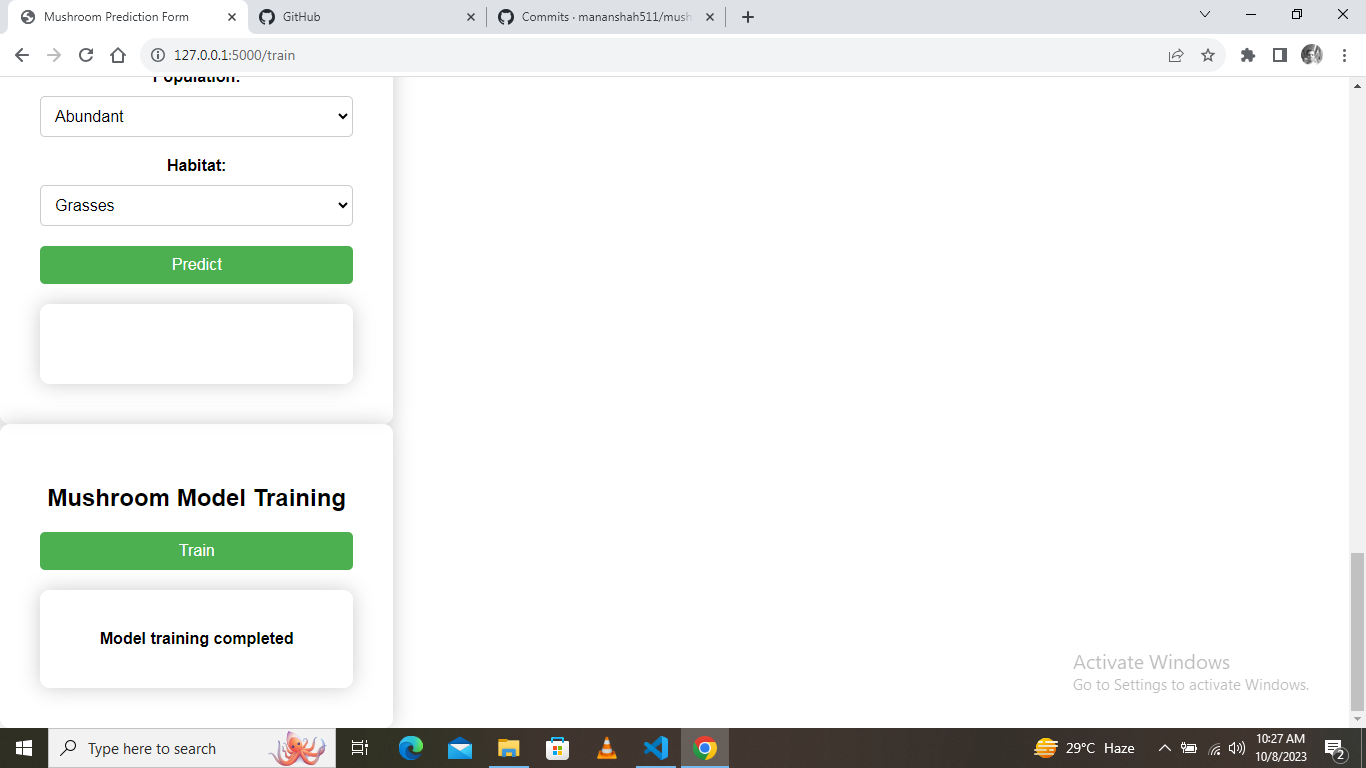 Mushroom Prediction Form
GitHub
Commits · mananshah511/mush
127.0.0.1:5000/train
Population:
Abundant
Habitat:
Grasses
Predict
Mushroom Model Training
Train
Model training completed
Activate Windows
Go to Settings to activate Windows.
Type here to search
29°C Haze
10:27 AM
10/8/2023
2